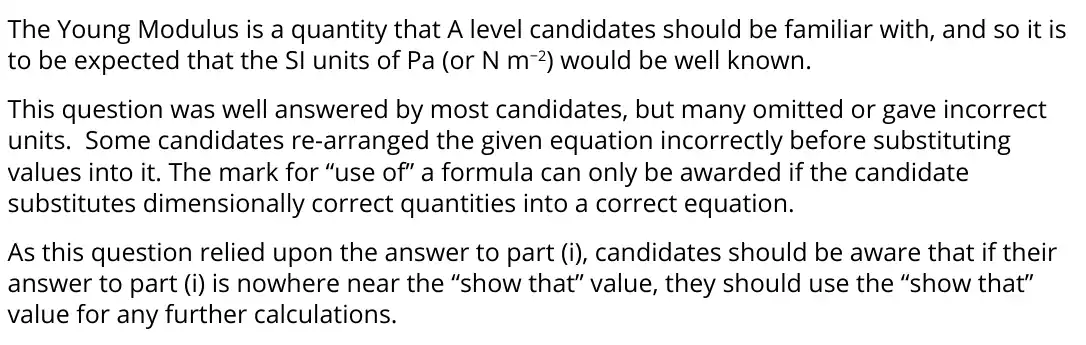 The Young Modulus is a quantity that A level candidates should be familiar with, and so it is
to be expected that the SI units of Pa (or N m⁻²) would be well known.
This question was well answered by most candidates, but many omitted or gave incorrect
units.  Some candidates re-arranged the given equation incorrectly before substituting
values into it. The mark for “use of” a formula can only be awarded if the candidate
substitutes dimensionally correct quantities into a correct equation.
As this question relied upon the answer to part (i), candidates should be aware that if their
answer to part (i) is nowhere near the “show that” value, they should use the “show that”
value for any further calculations.